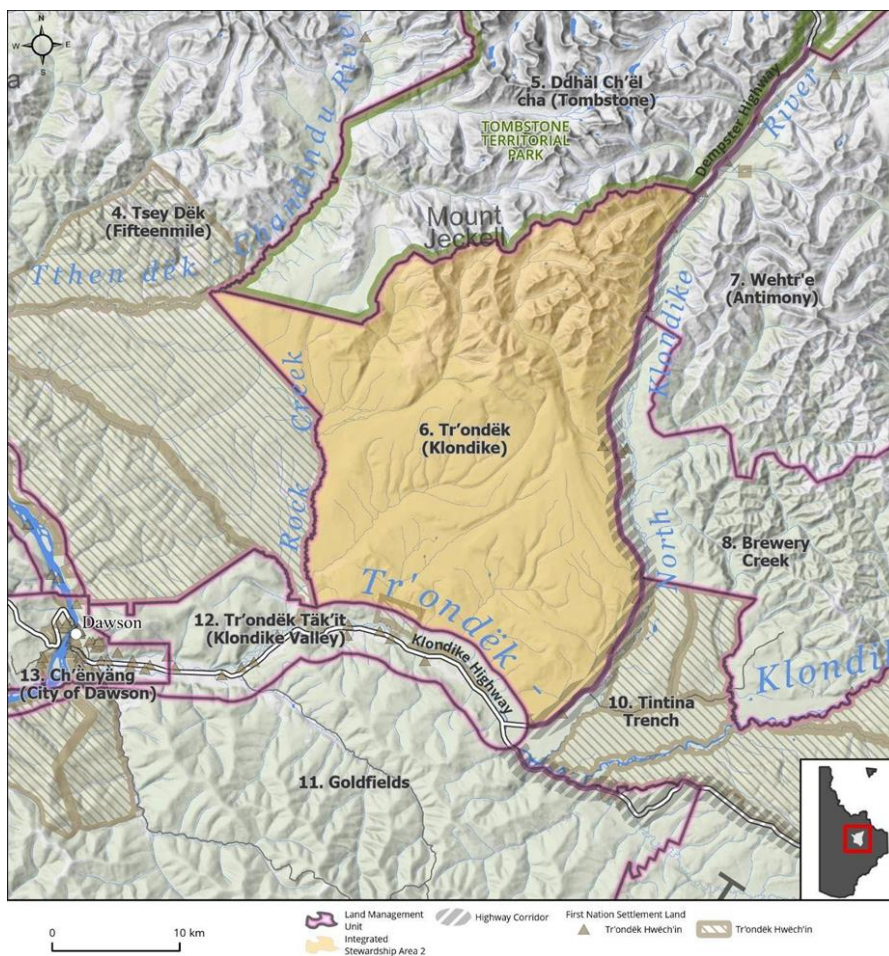 N
W E
S
5. Ddhäl Ch'ël
cha (Tombstone)
TOMBSTONE
TERRITORIAL
PARK
Dempster Highway
River
4. Tsey Dëk
(Fifteenmile)
Tthen dëk - Chandindu River
Mount
Jeckell
7. Wehtr'e
(Antimony)
Klondike
North
Rock Creek
6. Tr'ondëk
(Klondike)
8. Brewery
Creek
Tr'ondëk
12. Tr'ondëk Täk'it
(Klondike Valley)
Klondike Highway
Dawson
13. Ch'ënyäng
(City of Dawson)
10. Tintina
Trench
11. Goldfields
0 10 km
Land Management
Unit
Integrated
Stewardship Area 2
Highway Corridor
First Nation Settlement Land
Tr'ondëk Hwëch'in
Tr'ondëk Hwëch'in